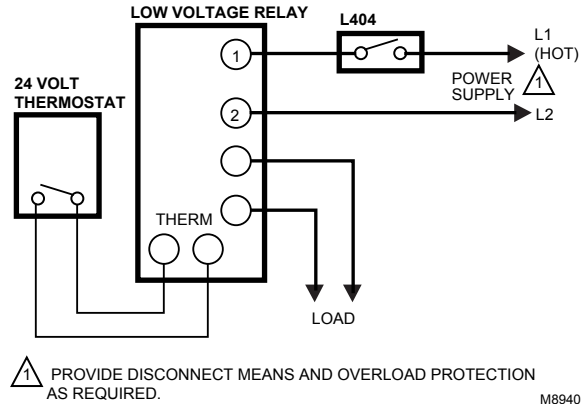 LOW VOLTAGE RELAY
L404
L1
(HOT)
1
24 VOLT
THERMOSTAT
POWER
SUPPLY
1
2
L2
THERM
LOAD
1 PROVIDE DISCONNECT MEANS AND OVERLOAD PROTECTION
AS REQUIRED.
M8940